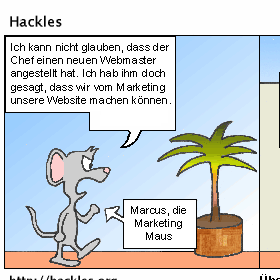 Hackles
Ich kann nicht glauben, dass der
Chef einen neuen Webmaster
angestellt hat. Ich hab ihm doch
gesagt, dass wir vom Marketing
unsere Website machen können.
Marcus, die
Marketing
Maus